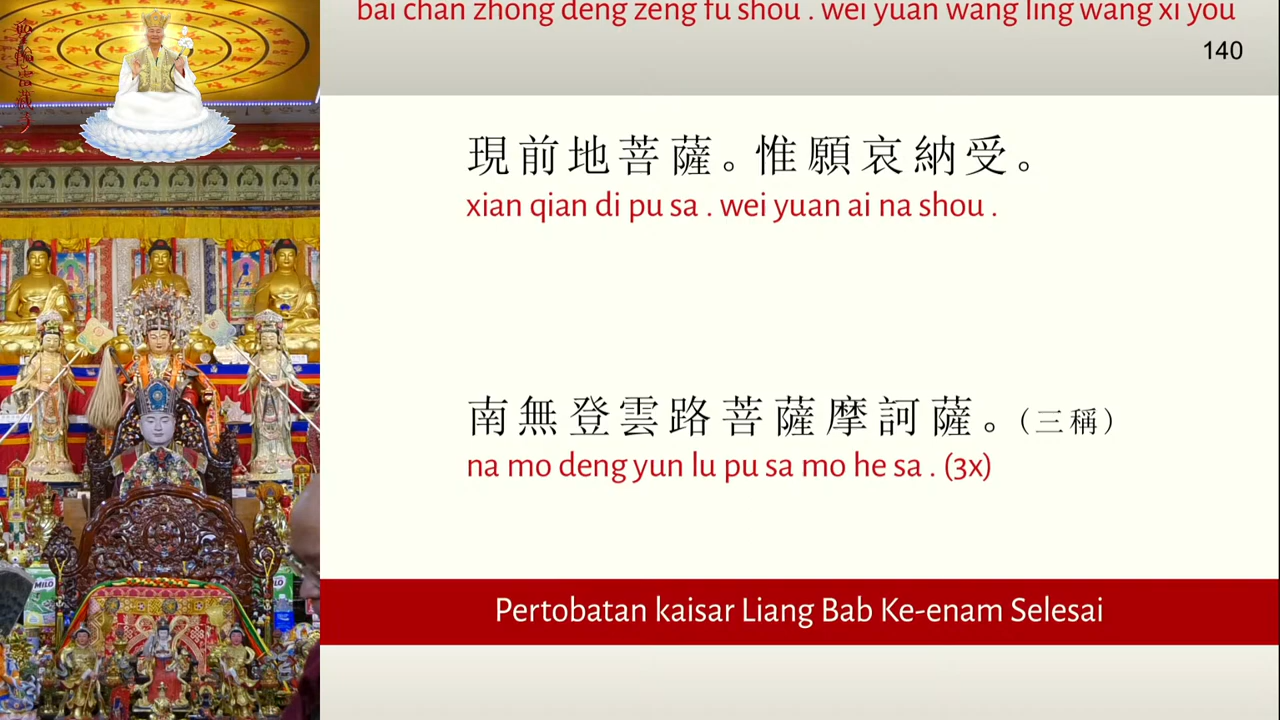 bai chan zhong deng zeng fu shou . wei yuan wang ling wang xi you
140
現前地菩薩。惟願哀納受。
xian qian di pu sa . wei yuan ai na shou .
南無登雲路菩薩摩訶薩。(三稱)
na mo deng yun lu pu sa mo he sa . (3x)
Pertobatan kaisar Liang Bab Ke-enam Selesai
MILO